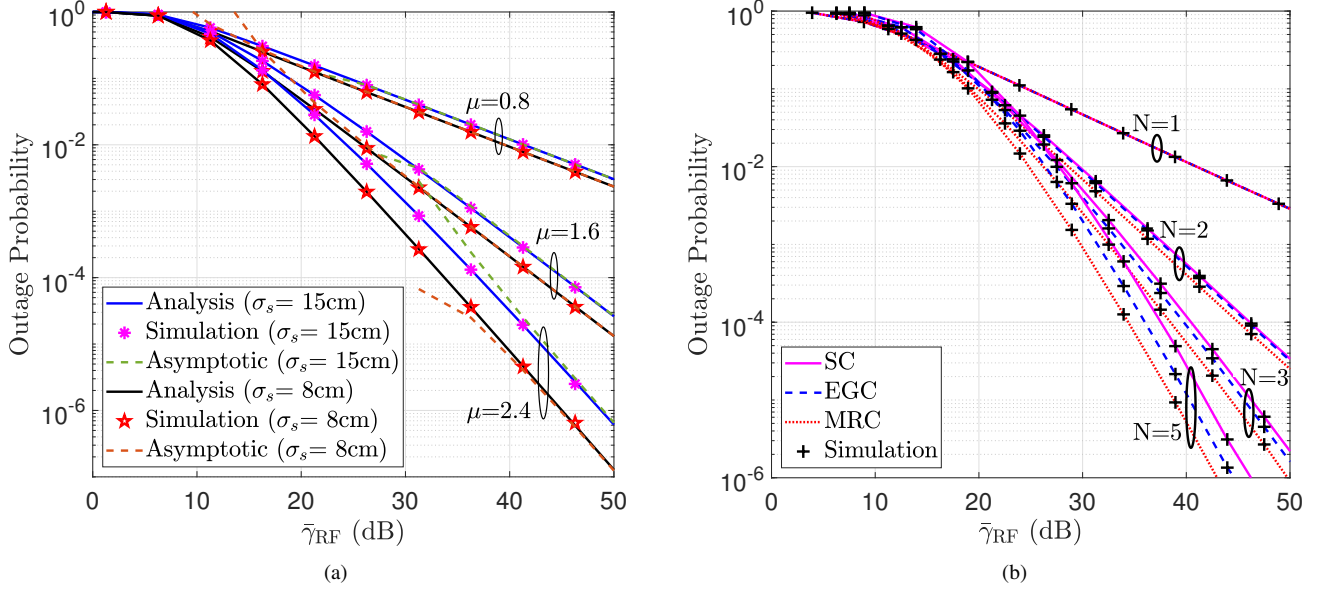 10^0
10^-2
10^-4
10^-6
Outage Probability
0 10 20 30 40 50
γ̄_RF (dB)
μ=0.8
μ=1.6
μ=2.4
Analysis (σ_s= 15cm)
Simulation (σ_s= 15cm)
Asymptotic (σ_s= 15cm)
Analysis (σ_s= 8cm)
Simulation (σ_s= 8cm)
Asymptotic (σ_s= 8cm)
(a)
10^0
10^-2
10^-4
10^-6
Outage Probability
0 10 20 30 40 50
γ̄_RF (dB)
N=1
N=2
N=3
N=5
SC
EGC
MRC
Simulation
(b)